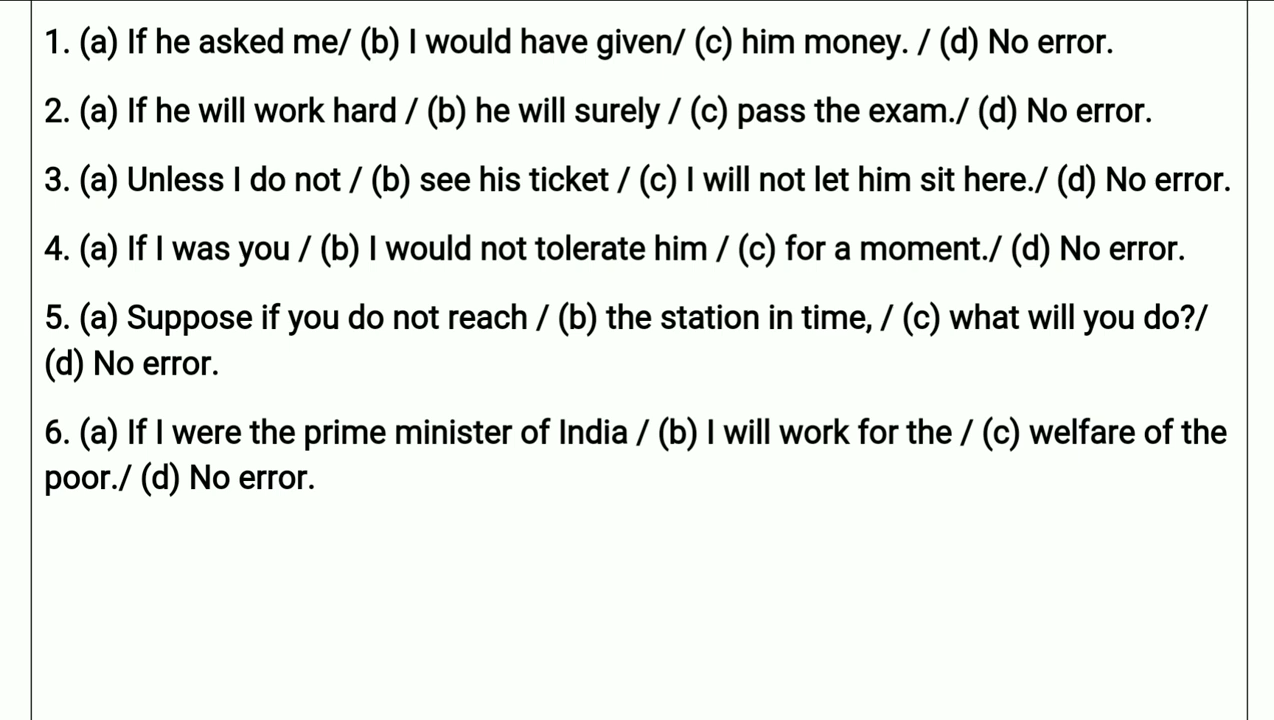 1. (a) If he asked me/ (b) I would have given/ (c) him money. / (d) No error.
2. (a) If he will work hard / (b) he will surely / (c) pass the exam./ (d) No error.
3. (a) Unless I do not / (b) see his ticket / (c) I will not let him sit here./ (d) No error.
4. (a) If I was you / (b) I would not tolerate him / (c) for a moment./ (d) No error.
5. (a) Suppose if you do not reach / (b) the station in time, / (c) what will you do?/
(d) No error.
6. (a) If I were the prime minister of India / (b) I will work for the / (c) welfare of the
poor./ (d) No error.